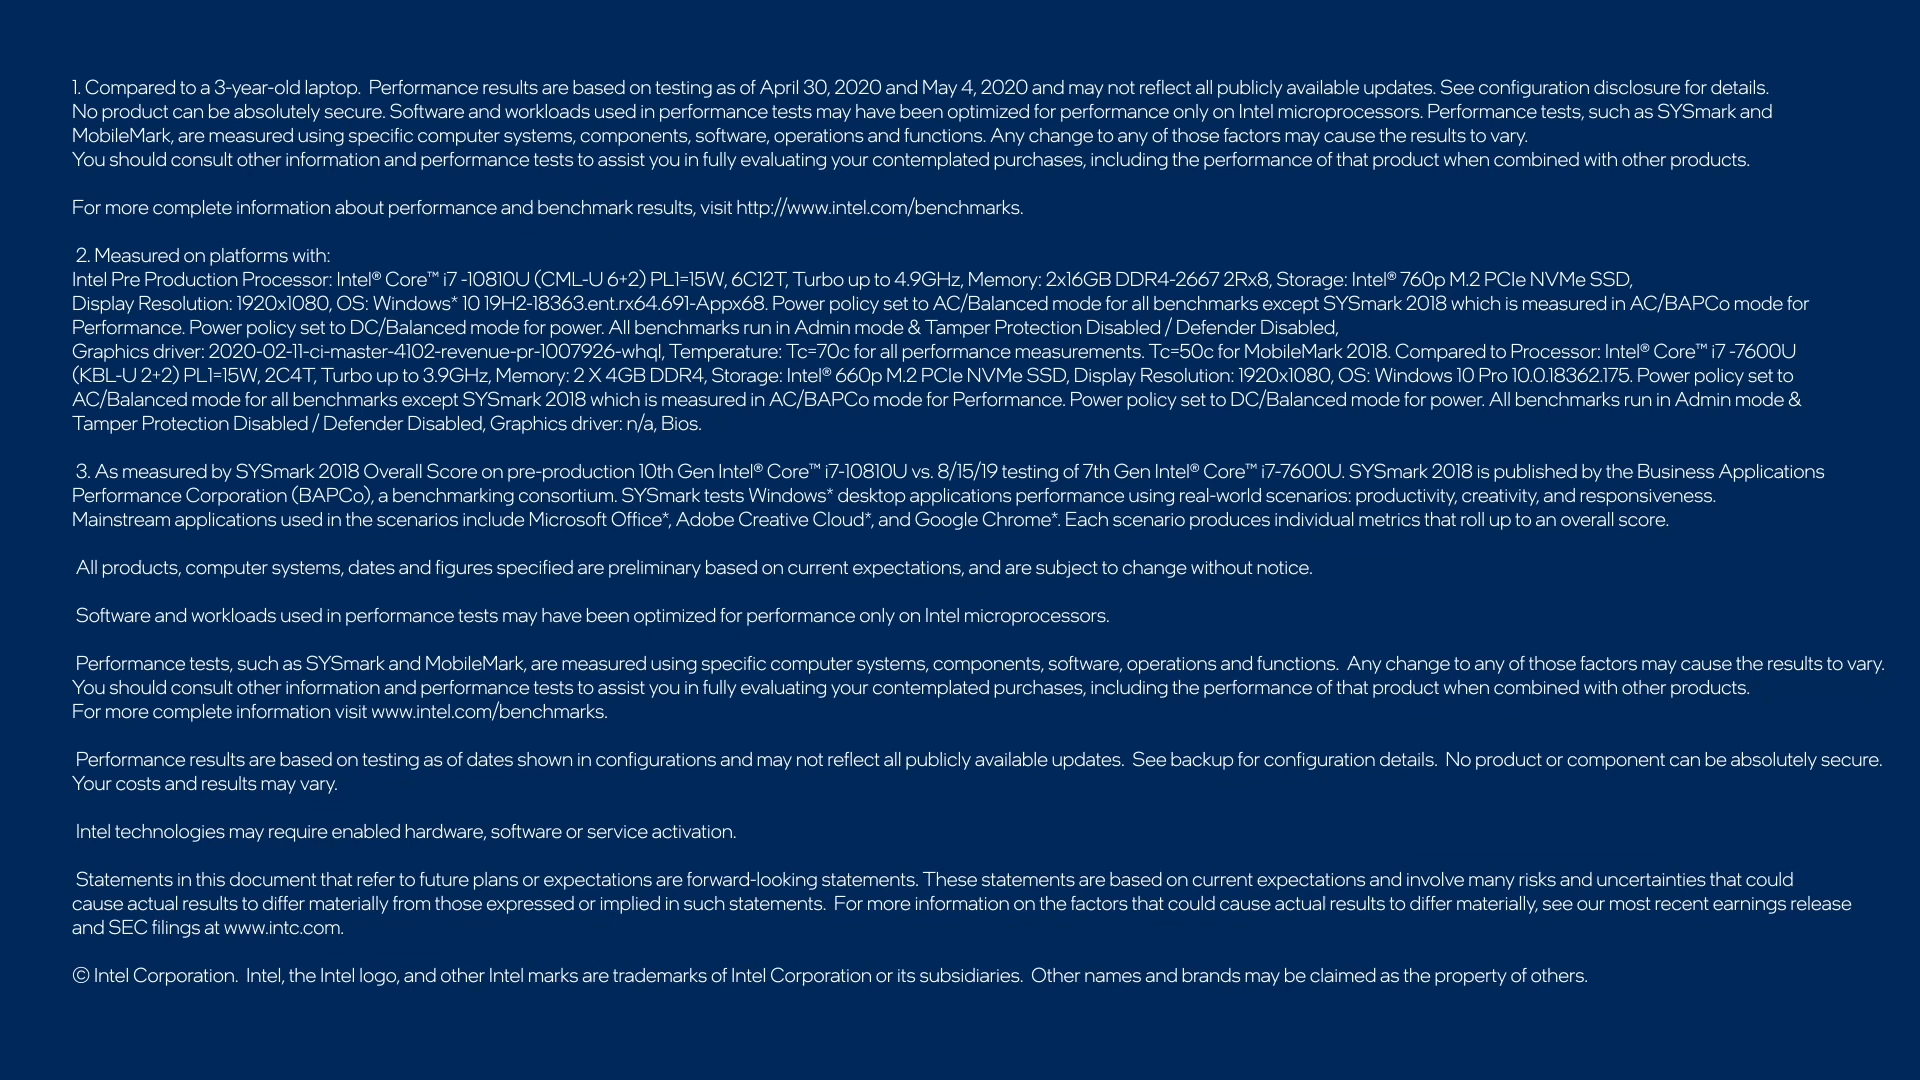 1. Compared to a 3-year-old laptop.  Performance results are based on testing as of April 30, 2020 and May 4, 2020 and may not reflect all publicly available updates. See configuration disclosure for details.
No product can be absolutely secure. Software and workloads used in performance tests may have been optimized for performance only on Intel microprocessors. Performance tests, such as SYSmark and
MobileMark, are measured using specific computer systems, components, software, operations and functions. Any change to any of those factors may cause the results to vary.
You should consult other information and performance tests to assist you in fully evaluating your contemplated purchases, including the performance of that product when combined with other products.
For more complete information about performance and benchmark results, visit http://www.intel.com/benchmarks.
2. Measured on platforms with:
Intel Pre Production Processor: Intel® Core™ i7 -10810U (CML-U 6+2) PL1=15W, 6C12T, Turbo up to 4.9GHz, Memory: 2x16GB DDR4-2667 2Rx8, Storage: Intel® 760p M.2 PCIe NVMe SSD,
Display Resolution: 1920x1080, OS: Windows* 10 19H2-18363.ent.rx64.691-Appx68. Power policy set to AC/Balanced mode for all benchmarks except SYSmark 2018 which is measured in AC/BAPCo mode for
Performance. Power policy set to DC/Balanced mode for power. All benchmarks run in Admin mode & Tamper Protection Disabled / Defender Disabled,
Graphics driver: 2020-02-11-ci-master-4102-revenue-pr-1007926-whql, Temperature: Tc=70c for all performance measurements. Tc=50c for MobileMark 2018. Compared to Processor: Intel® Core™ i7 -7600U
(KBL-U 2+2) PL1=15W, 2C4T, Turbo up to 3.9GHz, Memory: 2 X 4GB DDR4, Storage: Intel® 660p M.2 PCIe NVMe SSD, Display Resolution: 1920x1080, OS: Windows 10 Pro 10.0.18362.175. Power policy set to
AC/Balanced mode for all benchmarks except SYSmark 2018 which is measured in AC/BAPCo mode for Performance. Power policy set to DC/Balanced mode for power. All benchmarks run in Admin mode &
Tamper Protection Disabled / Defender Disabled, Graphics driver: n/a, Bios.
3. As measured by SYSmark 2018 Overall Score on pre-production 10th Gen Intel® Core™ i7-10810U vs. 8/15/19 testing of 7th Gen Intel® Core™ i7-7600U. SYSmark 2018 is published by the Business Applications
Performance Corporation (BAPCo), a benchmarking consortium. SYSmark tests Windows* desktop applications performance using real-world scenarios: productivity, creativity, and responsiveness.
Mainstream applications used in the scenarios include Microsoft Office*, Adobe Creative Cloud*, and Google Chrome*. Each scenario produces individual metrics that roll up to an overall score.
All products, computer systems, dates and figures specified are preliminary based on current expectations, and are subject to change without notice.
Software and workloads used in performance tests may have been optimized for performance only on Intel microprocessors.
Performance tests, such as SYSmark and MobileMark, are measured using specific computer systems, components, software, operations and functions.  Any change to any of those factors may cause the results to vary.
You should consult other information and performance tests to assist you in fully evaluating your contemplated purchases, including the performance of that product when combined with other products.
For more complete information visit www.intel.com/benchmarks.
Performance results are based on testing as of dates shown in configurations and may not reflect all publicly available updates.  See backup for configuration details.  No product or component can be absolutely secure.
Your costs and results may vary.
Intel technologies may require enabled hardware, software or service activation.
Statements in this document that refer to future plans or expectations are forward-looking statements. These statements are based on current expectations and involve many risks and uncertainties that could
cause actual results to differ materially from those expressed or implied in such statements.  For more information on the factors that could cause actual results to differ materially, see our most recent earnings release
and SEC filings at www.intc.com.
© Intel Corporation.  Intel, the Intel logo, and other Intel marks are trademarks of Intel Corporation or its subsidiaries.  Other names and brands may be claimed as the property of others.